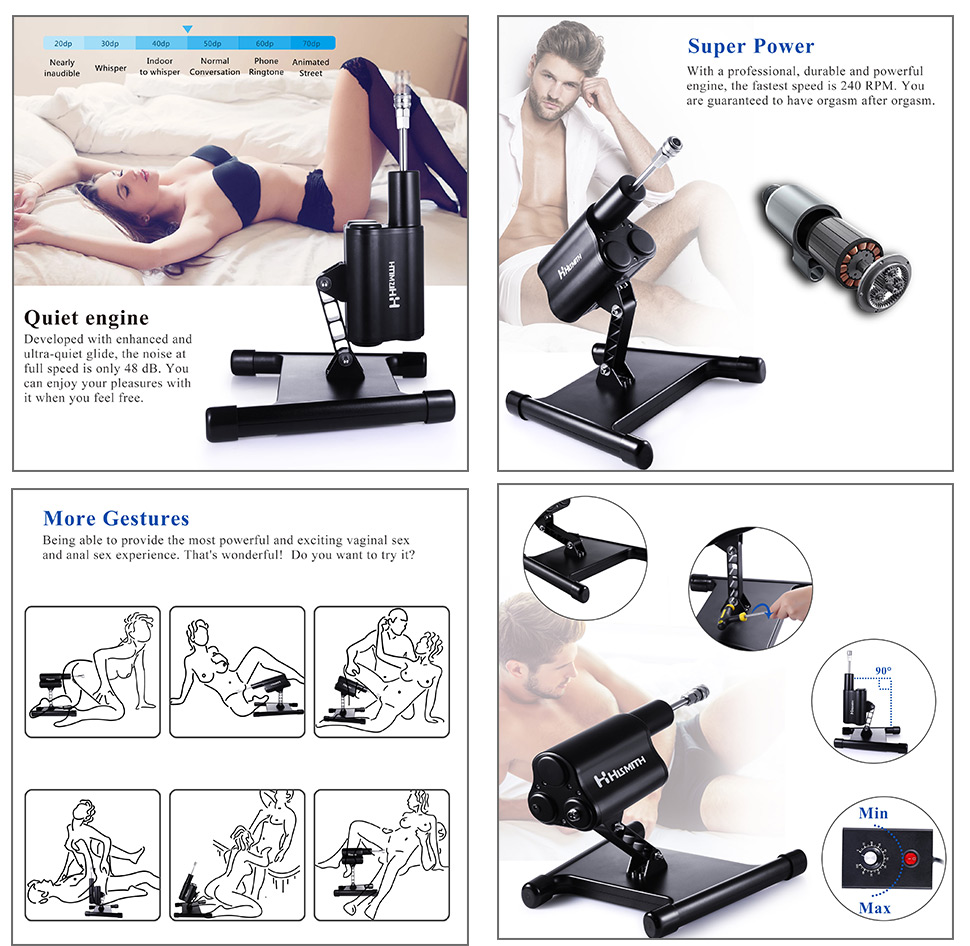 20dp 30dp 40dp 50dp 60dp 70dp
Nearly
inaudible
Whisper
Indoor
to whisper
Normal
Conversation
Phone
Ringtone
Animated
Street
HISMITH
Quiet engine
Developed with enhanced and
ultra-quiet glide, the noise at
full speed is only 48 dB. You
can enjoy your pleasures with
it when you feel free.
Super Power
With a professional, durable and powerful
engine, the fastest speed is 240 RPM. You
are guaranteed to have orgasm after orgasm.
HISMITH
More Gestures
Being able to provide the most powerful and exciting vaginal sex
and anal sex experience. That's wonderful! Do you want to try it?
90°
HISMITH
Min
Max